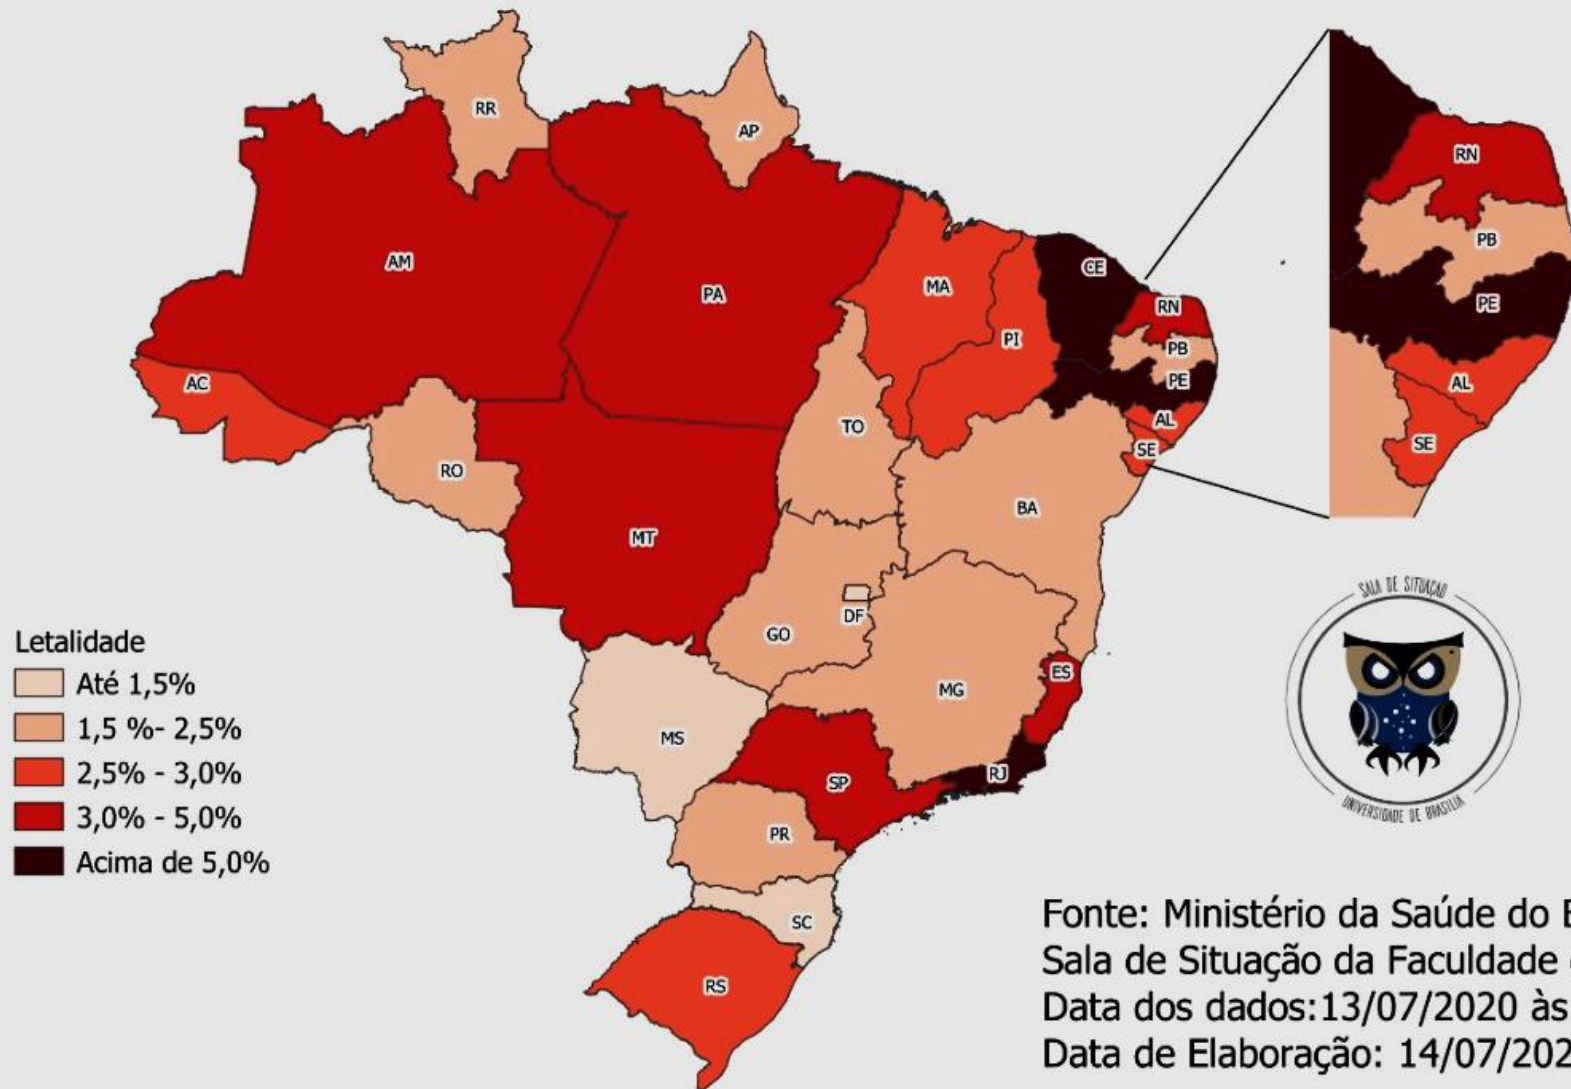 RR
AP
AM
PA
MA
CE
RN
PB
PE
AL
SE
PI
AC
TO
RO
BA
MT
DF
GO
MG
ES
MS
SP
RJ
PR
SC
RS
RN
PB
PE
AL
SE
Letalidade
Até 1,5%
1,5 %- 2,5%
2,5% - 3,0%
3,0% - 5,0%
Acima de 5,0%
SALA DE SITUAÇÃO
UNIVERSIDADE DE BRASÍLIA
Fonte: Ministério da Saúde do
Sala de Situação da Faculdade
Data dos dados:13/07/2020 às
Data de Elaboração: 14/07/202